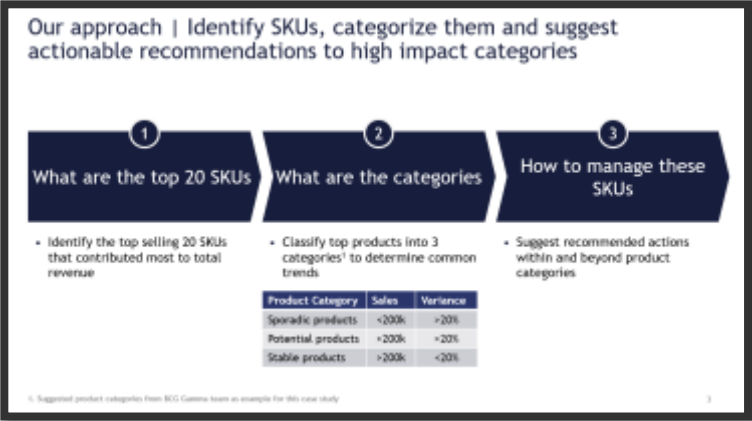 Our approach | Identify SKUs, categorize them and suggest
actionable recommendations to high impact categories
1
What are the top 20 SKUs
2
What are the categories
3
How to manage these
SKUs
• Identify the top selling 20 SKUs
that contributed most to total
revenue
• Classify top products into 3
categories¹ to determine common
trends
• Suggest recommended actions
within and beyond product
categories
Product Category Sales Variance
Sporadic products <200k >20%
Potential products <200k <20%
Stable products >200k <20%
1. Suggested product categories from BCG Gamma team as example for this case study
3